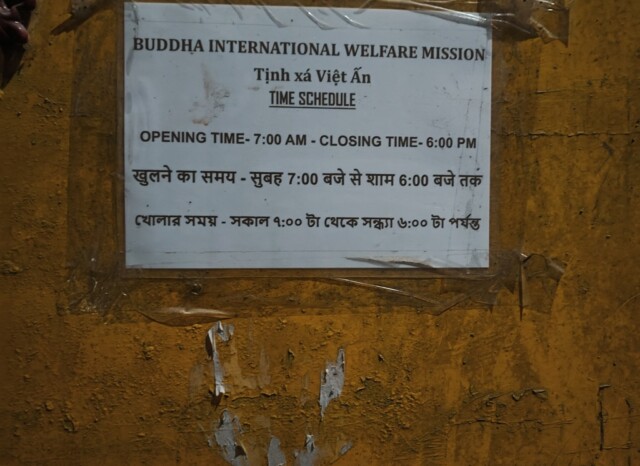 BUDDHA INTERNATIONAL WELFARE MISSION
Tịnh xá Việt Ấn
TIME SCHEDULE
OPENING TIME- 7:00 AM - CLOSING TIME- 6:00 PM
खुलने का समय - सुबह 7:00 बजे से शाम 6:00 बजे तक
খোলার সময় - সকাল ৭:০০ টা থেকে সন্ধ্যা ৬:০০ টা পর্যন্ত